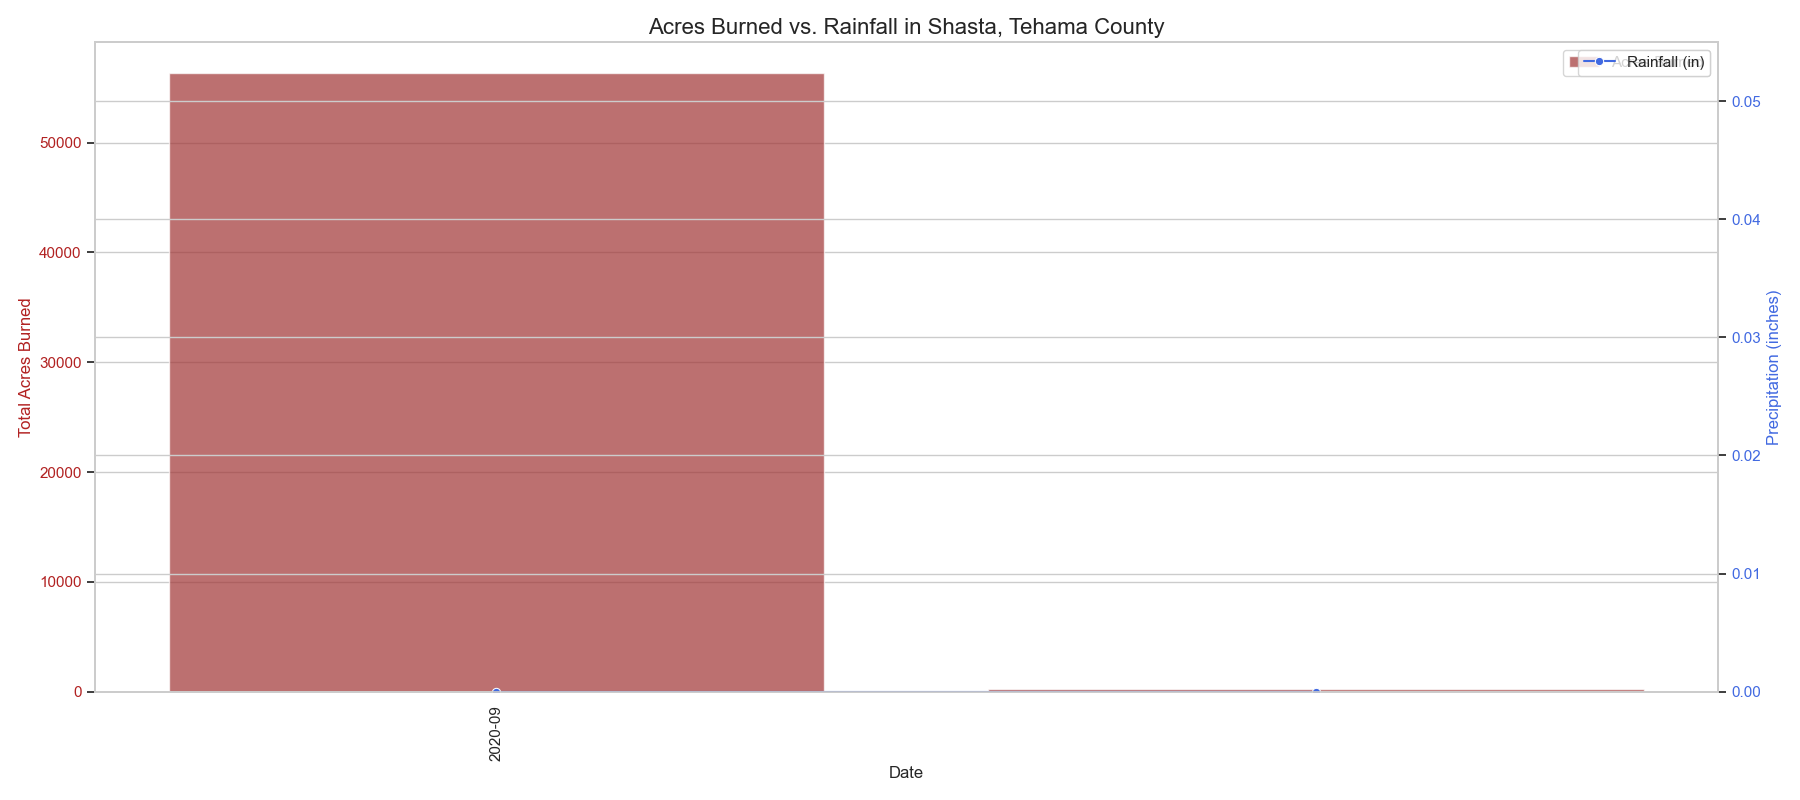 Acres Burned vs. Rainfall in Shasta, Tehama County
Rainfall (in)
Total Acres Burned
50000
40000
30000
20000
10000
0
Precipitation (inches)
0.05
0.04
0.03
0.02
0.01
0.00
2020-09
Date